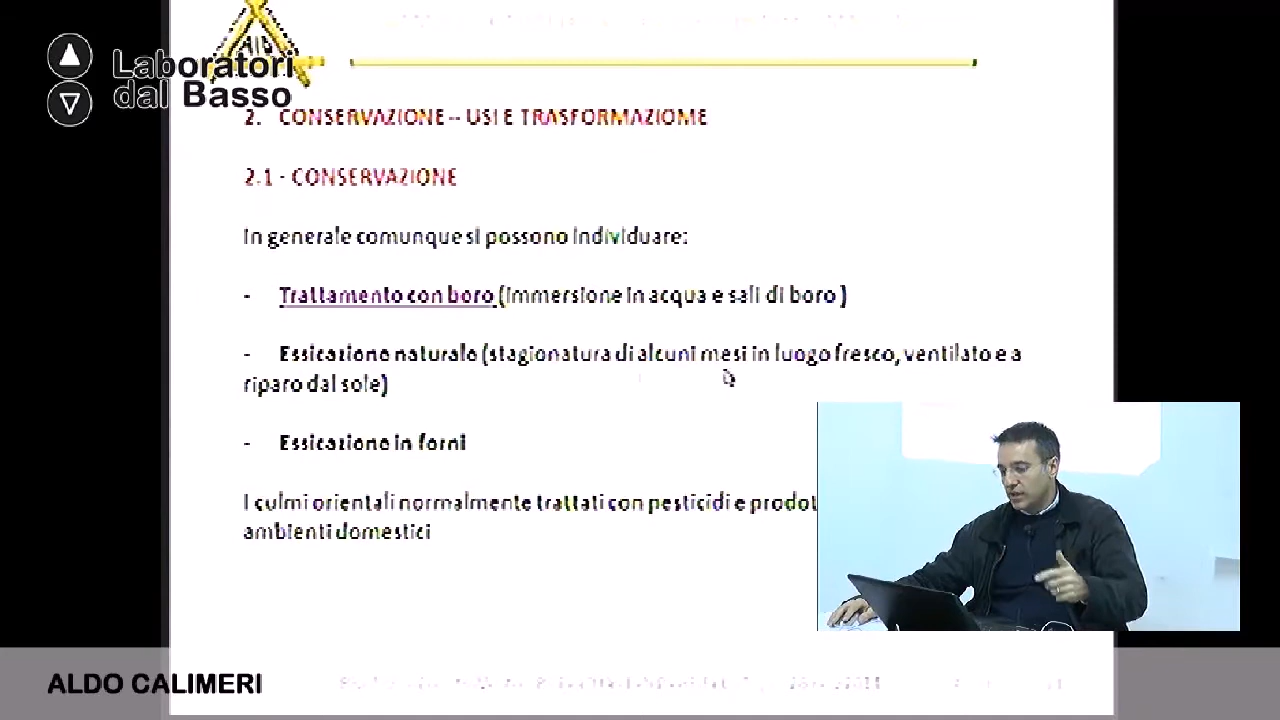 Laboratori
dal Basso
2. CONSERVAZIONE -- USI E TRASFORMAZIOME
2.1 - CONSERVAZIONE
In generale comunque si possono individuare:
- Trattamento con boro (immersione in acqua e sali di boro )
- Essicazione naturale (stagionatura di alcuni mesi in luogo fresco, ventilato e a
riparo dal sole)
- Essicazione in forni
I culmi orientali normalmente trattati con pesticidi e prodot
ambienti domestici
ALDO CALIMERI